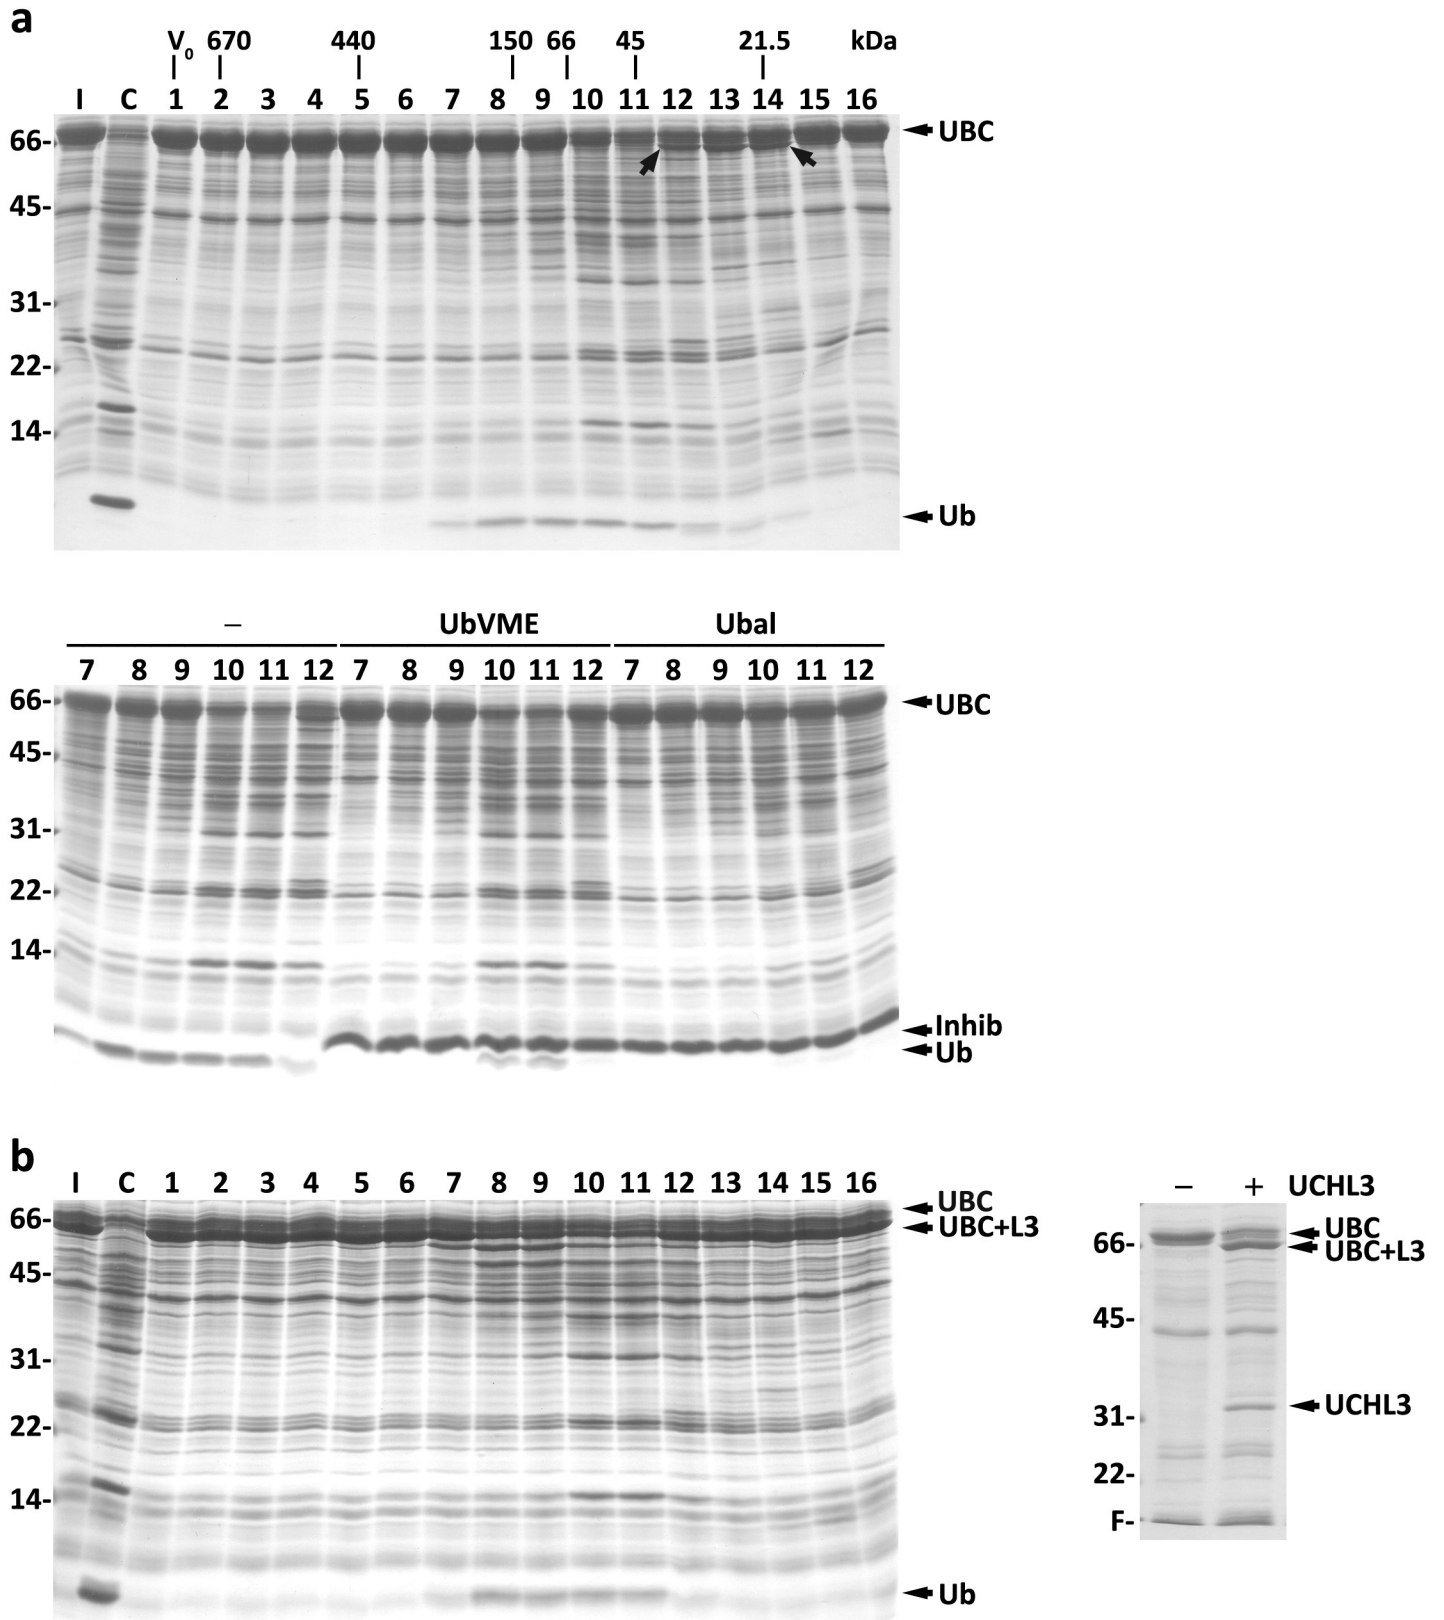 a
V0 670 440 150 66 45 21.5 kDa
I C 1 2 3 4 5 6 7 8 9 10 11 12 13 14 15 16
66-
UBC
45-
31-
22-
14-
Ub
– UbVME Ubal
7 8 9 10 11 12 7 8 9 10 11 12 7 8 9 10 11 12
66-
UBC
45-
31-
22-
14-
Inhib
Ub
b
I C 1 2 3 4 5 6 7 8 9 10 11 12 13 14 15 16
66-
UBC
UBC+L3
45-
31-
22-
14-
Ub
– + UCHL3
UBC
66-
UBC+L3
45-
UCHL3
31-
22-
F-